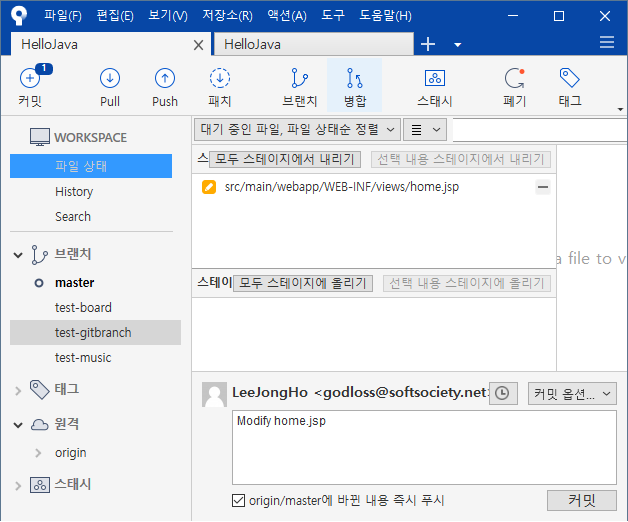 파일(F) 편집(E) 보기(V) 저장소(R) 액션(A) 도구 도움말(H)
HelloJava HelloJava
1
커밋 Pull Push 패치 브랜치 병합 스태시 폐기 태그
WORKSPACE
파일 상태
History
Search
브랜치
master
test-board
test-gitbranch
test-music
태그
원격
origin
스태시
대기 중인 파일, 파일 상태순 정렬
스 모두 스테이지에서 내리기 선택 내용 스테이지에서 내리기
src/main/webapp/WEB-INF/views/home.jsp
a file to v
스테이 모두 스테이지에 올리기 선택 내용 스테이지에 올리기
LeeJongHo <godloss@softsociety.net> 커밋 옵션...
Modify home.jsp
origin/master에 바뀐 내용 즉시 푸시 커밋